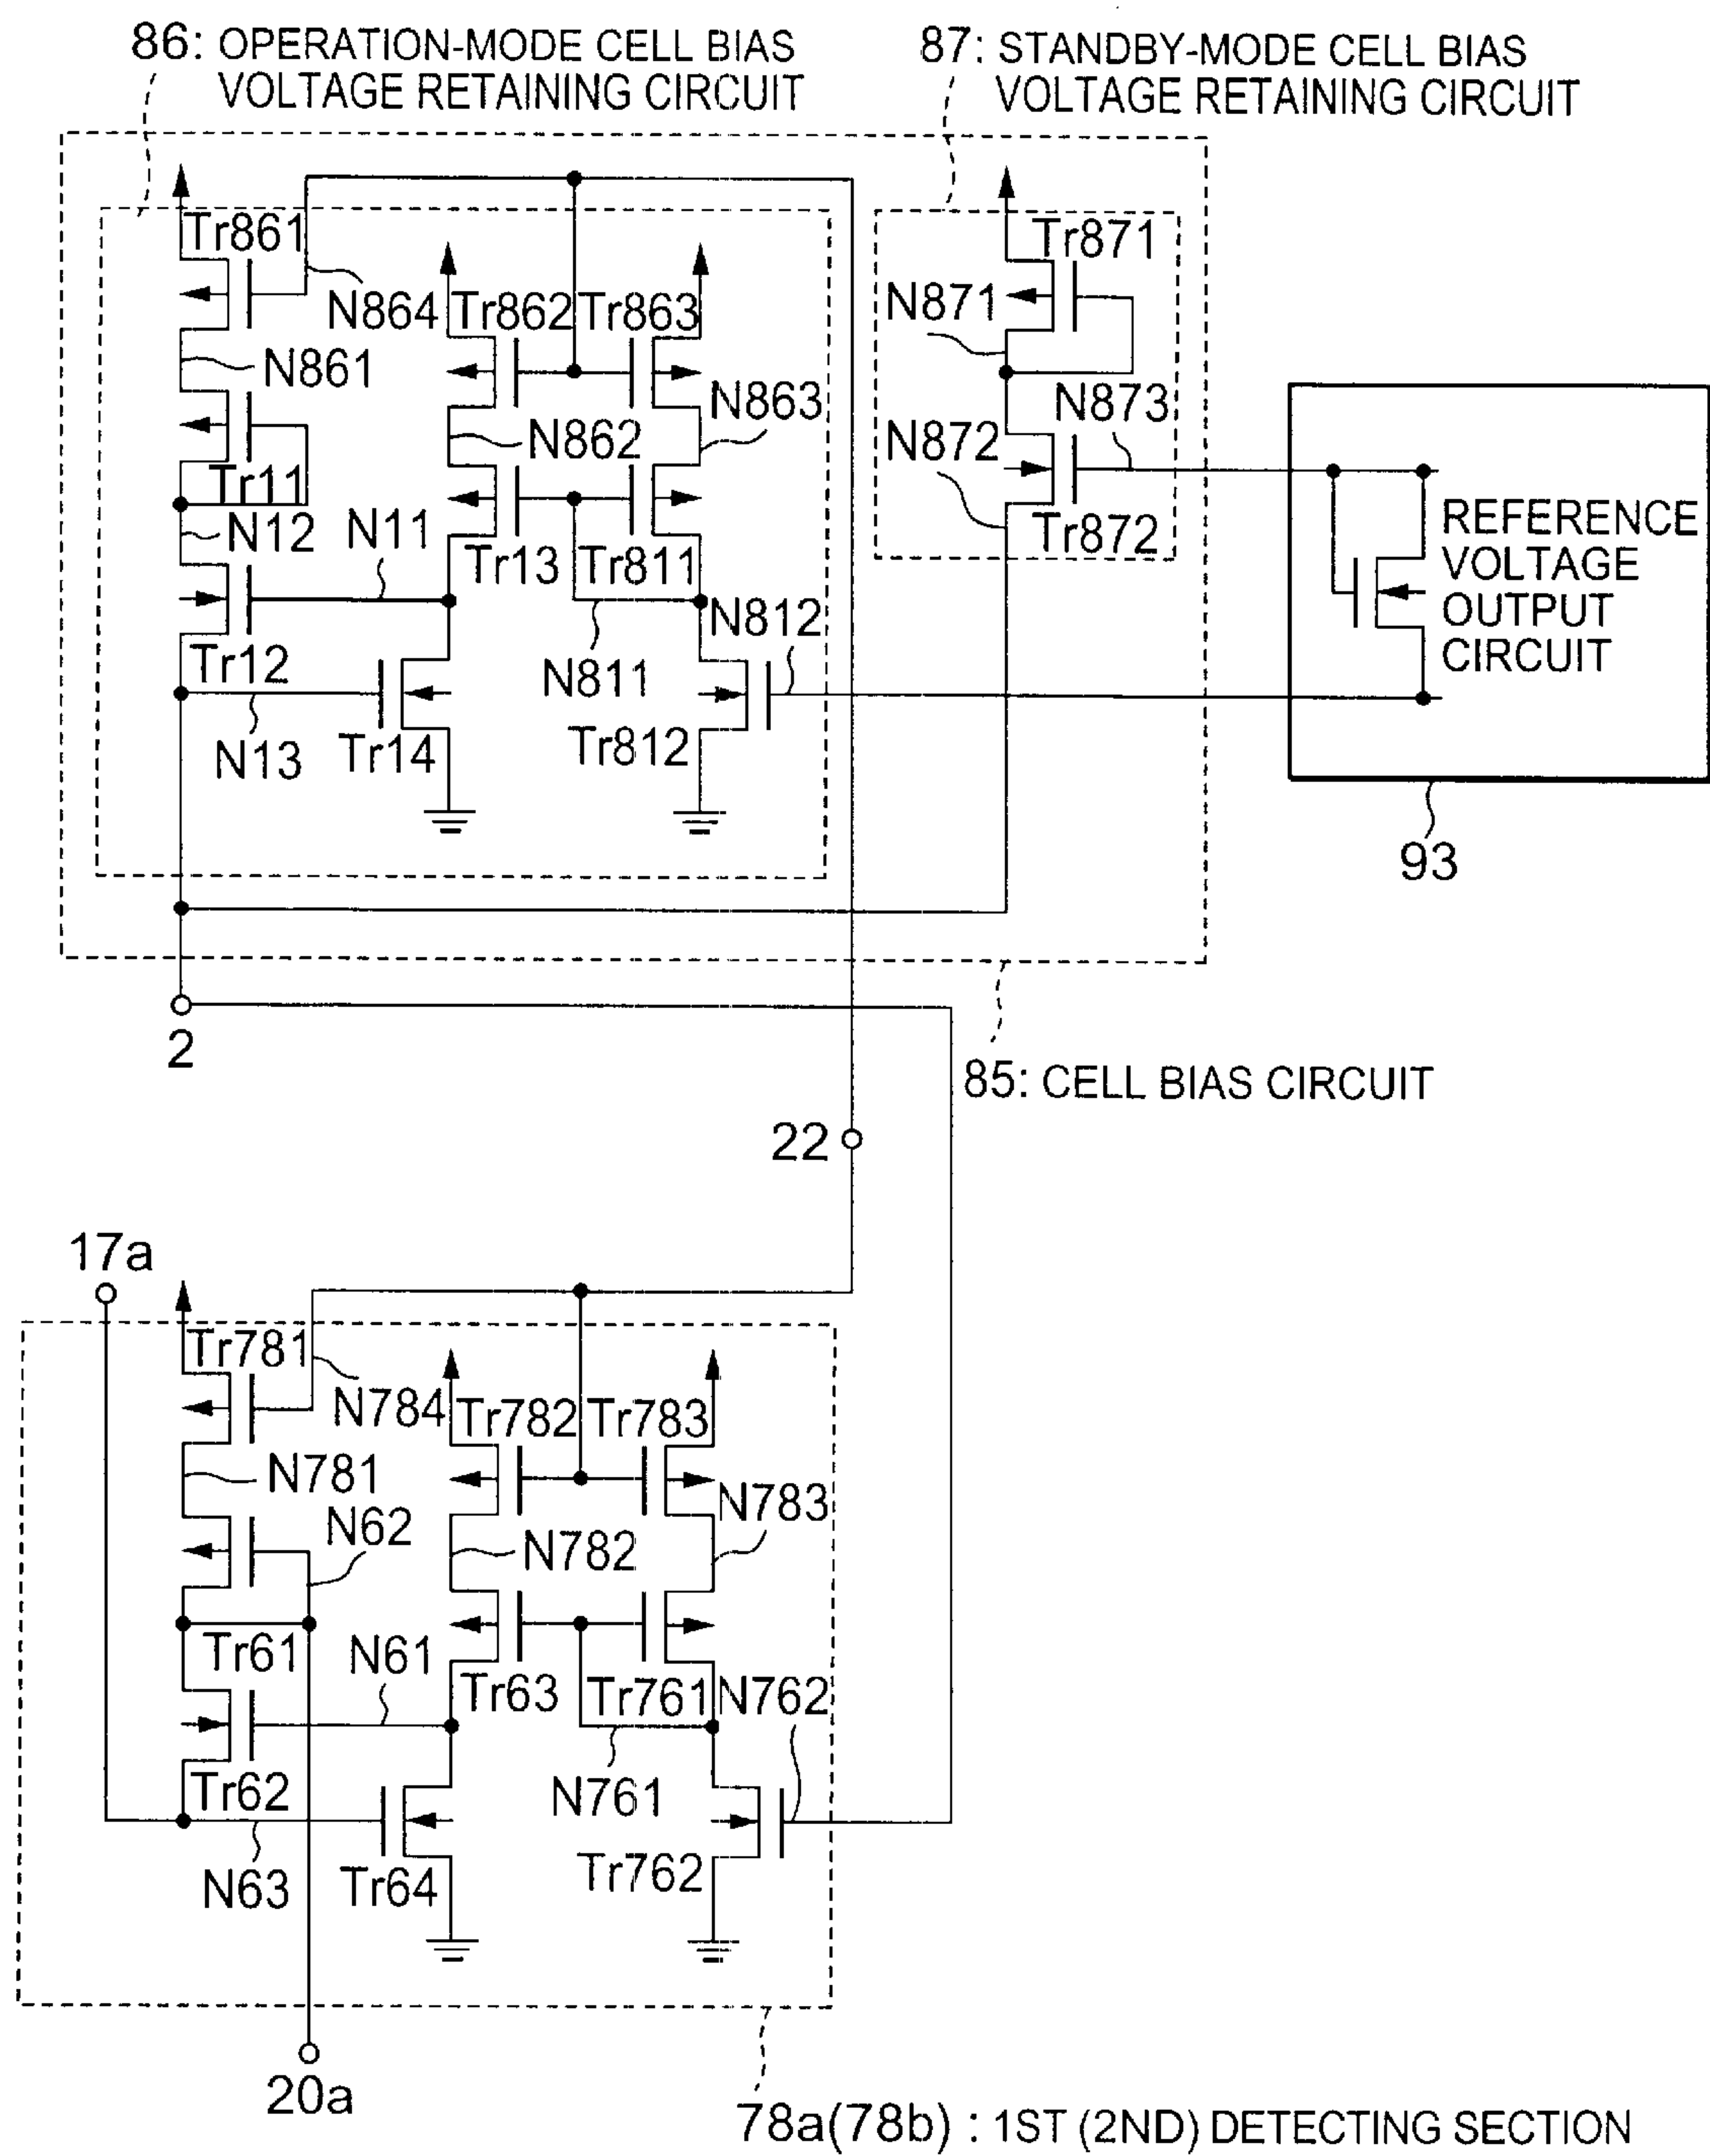 86: OPERATION-MODE CELL BIAS
VOLTAGE RETAINING CIRCUIT
87: STANDBY-MODE CELL BIAS
VOLTAGE RETAINING CIRCUIT
Tr861
N864
Tr862
Tr863
N861
N862
N863
Tr11
N12
N11
Tr13
Tr811
Tr12
N811
N812
N13
Tr14
Tr812
Tr871
N871
N873
N872
Tr872
REFERENCE
VOLTAGE
OUTPUT
CIRCUIT
93
2
85: CELL BIAS CIRCUIT
22
17a
Tr781
N784
Tr782
Tr783
N781
N62
N782
N783
Tr61
N61
Tr63
Tr761
N762
Tr62
N761
N63
Tr64
Tr762
20a
78a(78b) : 1ST (2ND) DETECTING SECTION